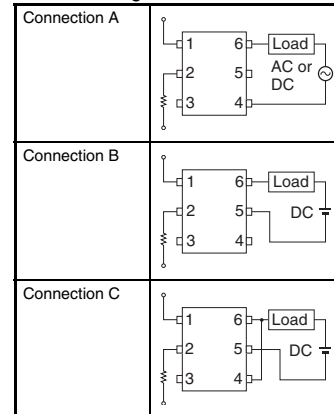 Connection A
1 6 Load
2 5 AC or
DC
3 4
Connection B
1 6 Load
2 5 DC
3 4
Connection C
1 6 Load
2 5 DC
3 4